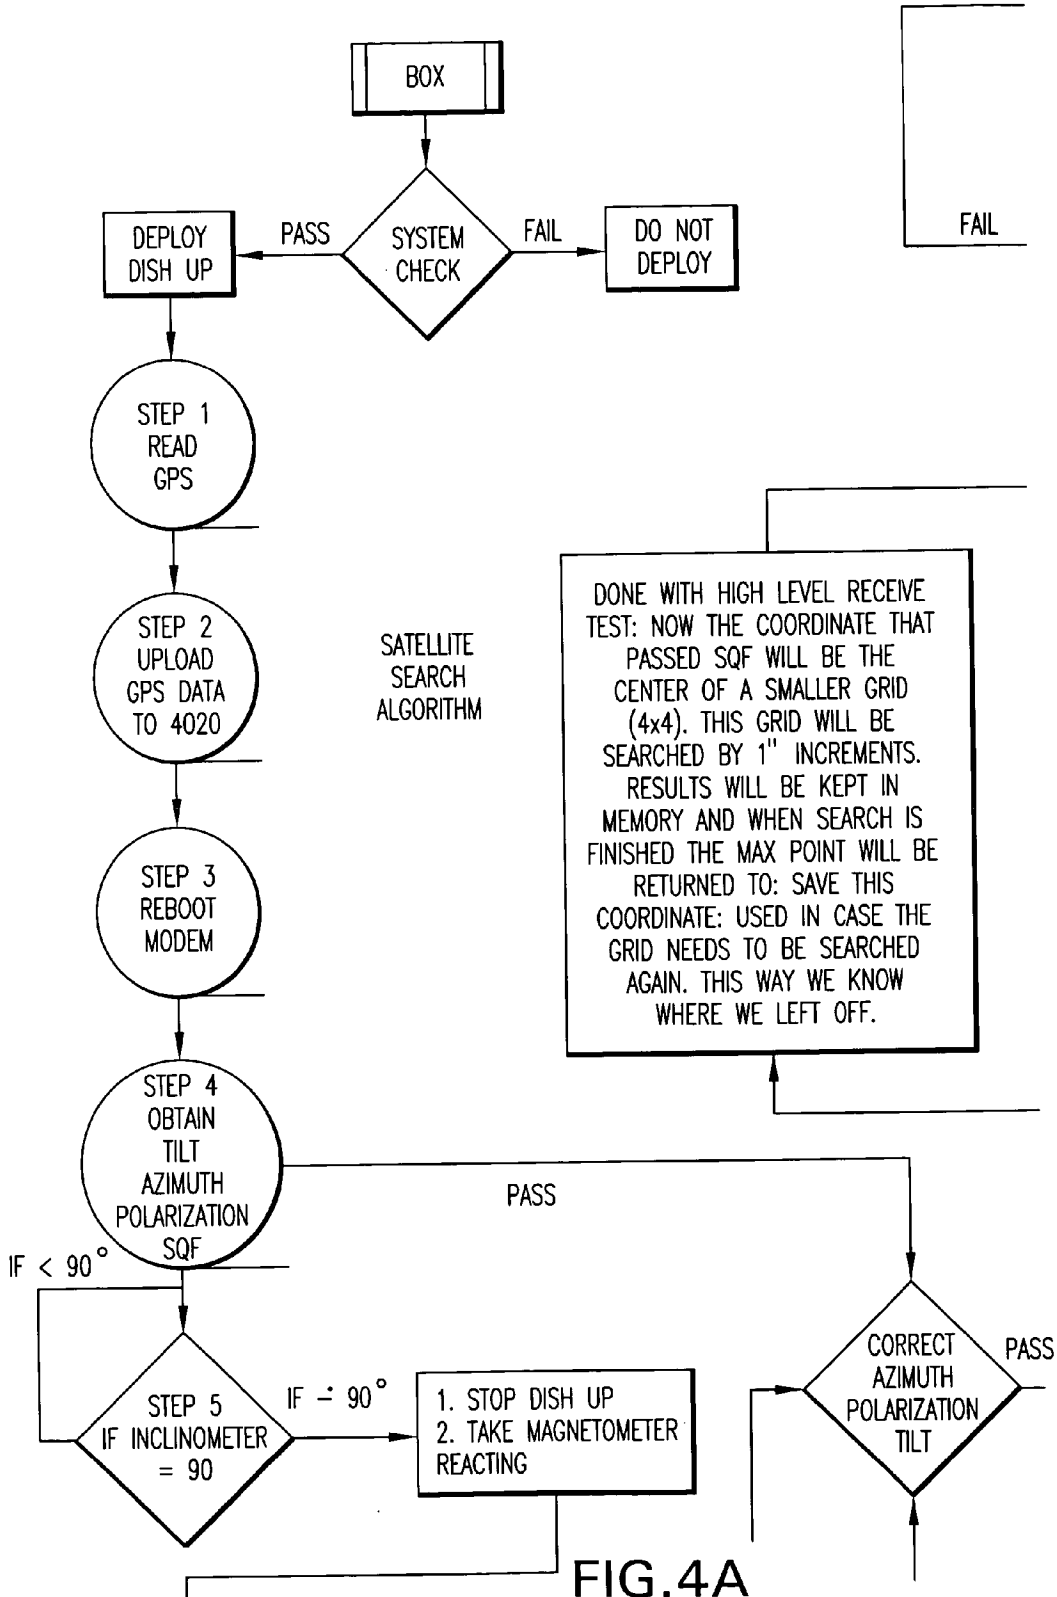 BOX
SYSTEM
CHECK
PASS
FAIL
DEPLOY
DISH UP
DO NOT
DEPLOY
FAIL
STEP 1
READ
GPS
STEP 2
UPLOAD
GPS DATA
TO 4020
SATELLITE
SEARCH
ALGORITHM
DONE WITH HIGH LEVEL RECEIVE
TEST: NOW THE COORDINATE THAT
PASSED SQF WILL BE THE
CENTER OF A SMALLER GRID
(4x4). THIS GRID WILL BE
SEARCHED BY 1" INCREMENTS.
RESULTS WILL BE KEPT IN
MEMORY AND WHEN SEARCH IS
FINISHED THE MAX POINT WILL BE
RETURNED TO: SAVE THIS
COORDINATE: USED IN CASE THE
GRID NEEDS TO BE SEARCHED
AGAIN. THIS WAY WE KNOW
WHERE WE LEFT OFF.
STEP 3
REBOOT
MODEM
STEP 4
OBTAIN
TILT
AZIMUTH
POLARIZATION
SQF
PASS
IF < 90°
STEP 5
IF INCLINOMETER
= 90
IF - 90°
1. STOP DISH UP
2. TAKE MAGNETOMETER
REACTING
CORRECT
AZIMUTH
POLARIZATION
TILT
PASS
FIG.4A